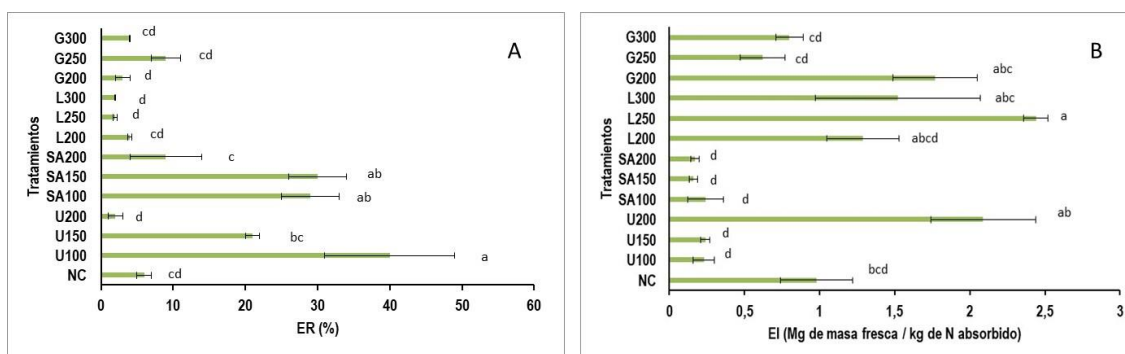 A
Tratamientos
G300 cd
G250 cd
G200 d
L300 d
L250 d
L200 cd
SA200 c
SA150 ab
SA100 ab
U200 d
U150 bc
U100 a
NC cd
0 10 20 30 40 50 60
ER (%)
B
Tratamientos
G300 cd
G250 cd
G200 abc
L300 abc
L250 a
L200 abcd
SA200 d
SA150 d
SA100 d
U200 ab
U150 d
U100 d
NC bcd
0 0,5 1 1,5 2 2,5 3
EI (Mg de masa fresca / kg de N absorbido)